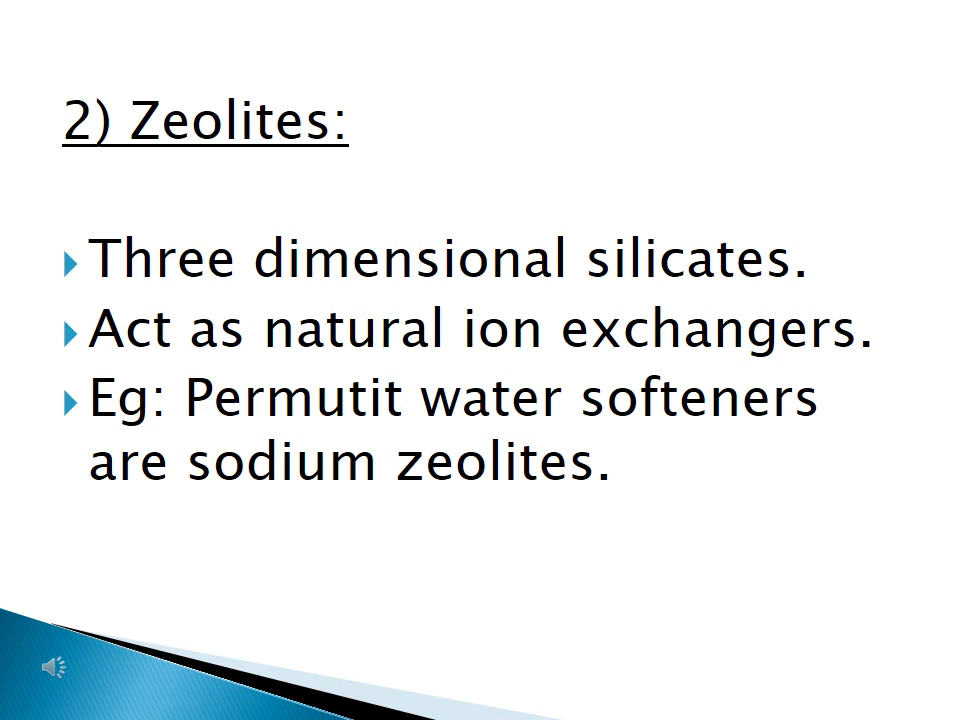 2) Zeolites:
Three dimensional silicates.
Act as natural ion exchangers.
Eg: Permutit water softeners
are sodium zeolites.